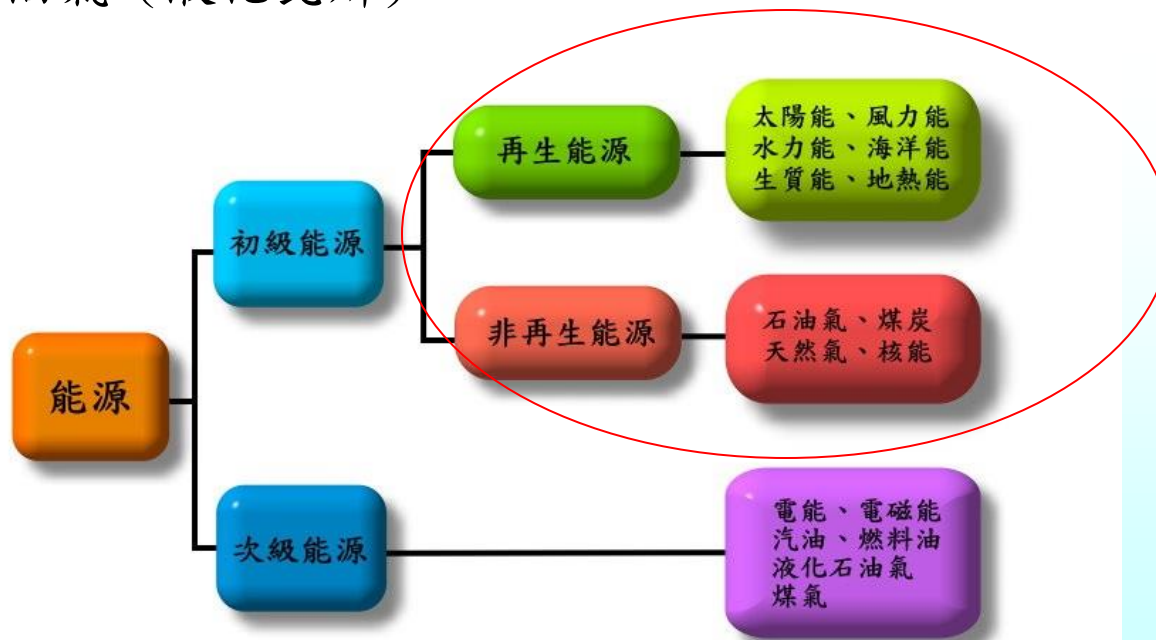 再生能源
太陽能、風力能
水力能、海洋能
生質能、地熱能
初級能源
非再生能源
石油氣、煤炭
天然氣、核能
能源
次級能源
電能、電磁能
汽油、燃料油
液化石油氣
煤氣